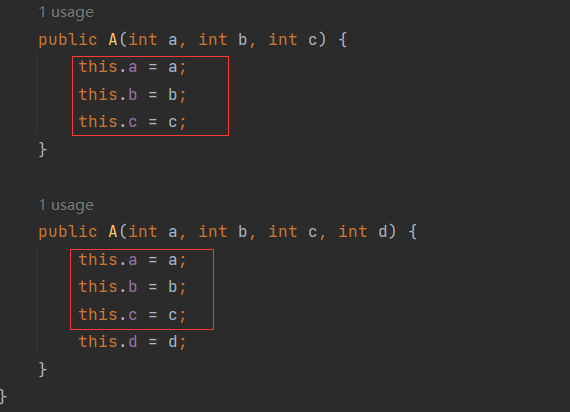 1 usage
public A(int a, int b, int c) {
this.a = a;
this.b = b;
this.c = c;
}
1 usage
public A(int a, int b, int c, int d) {
this.a = a;
this.b = b;
this.c = c;
this.d = d;
}
}